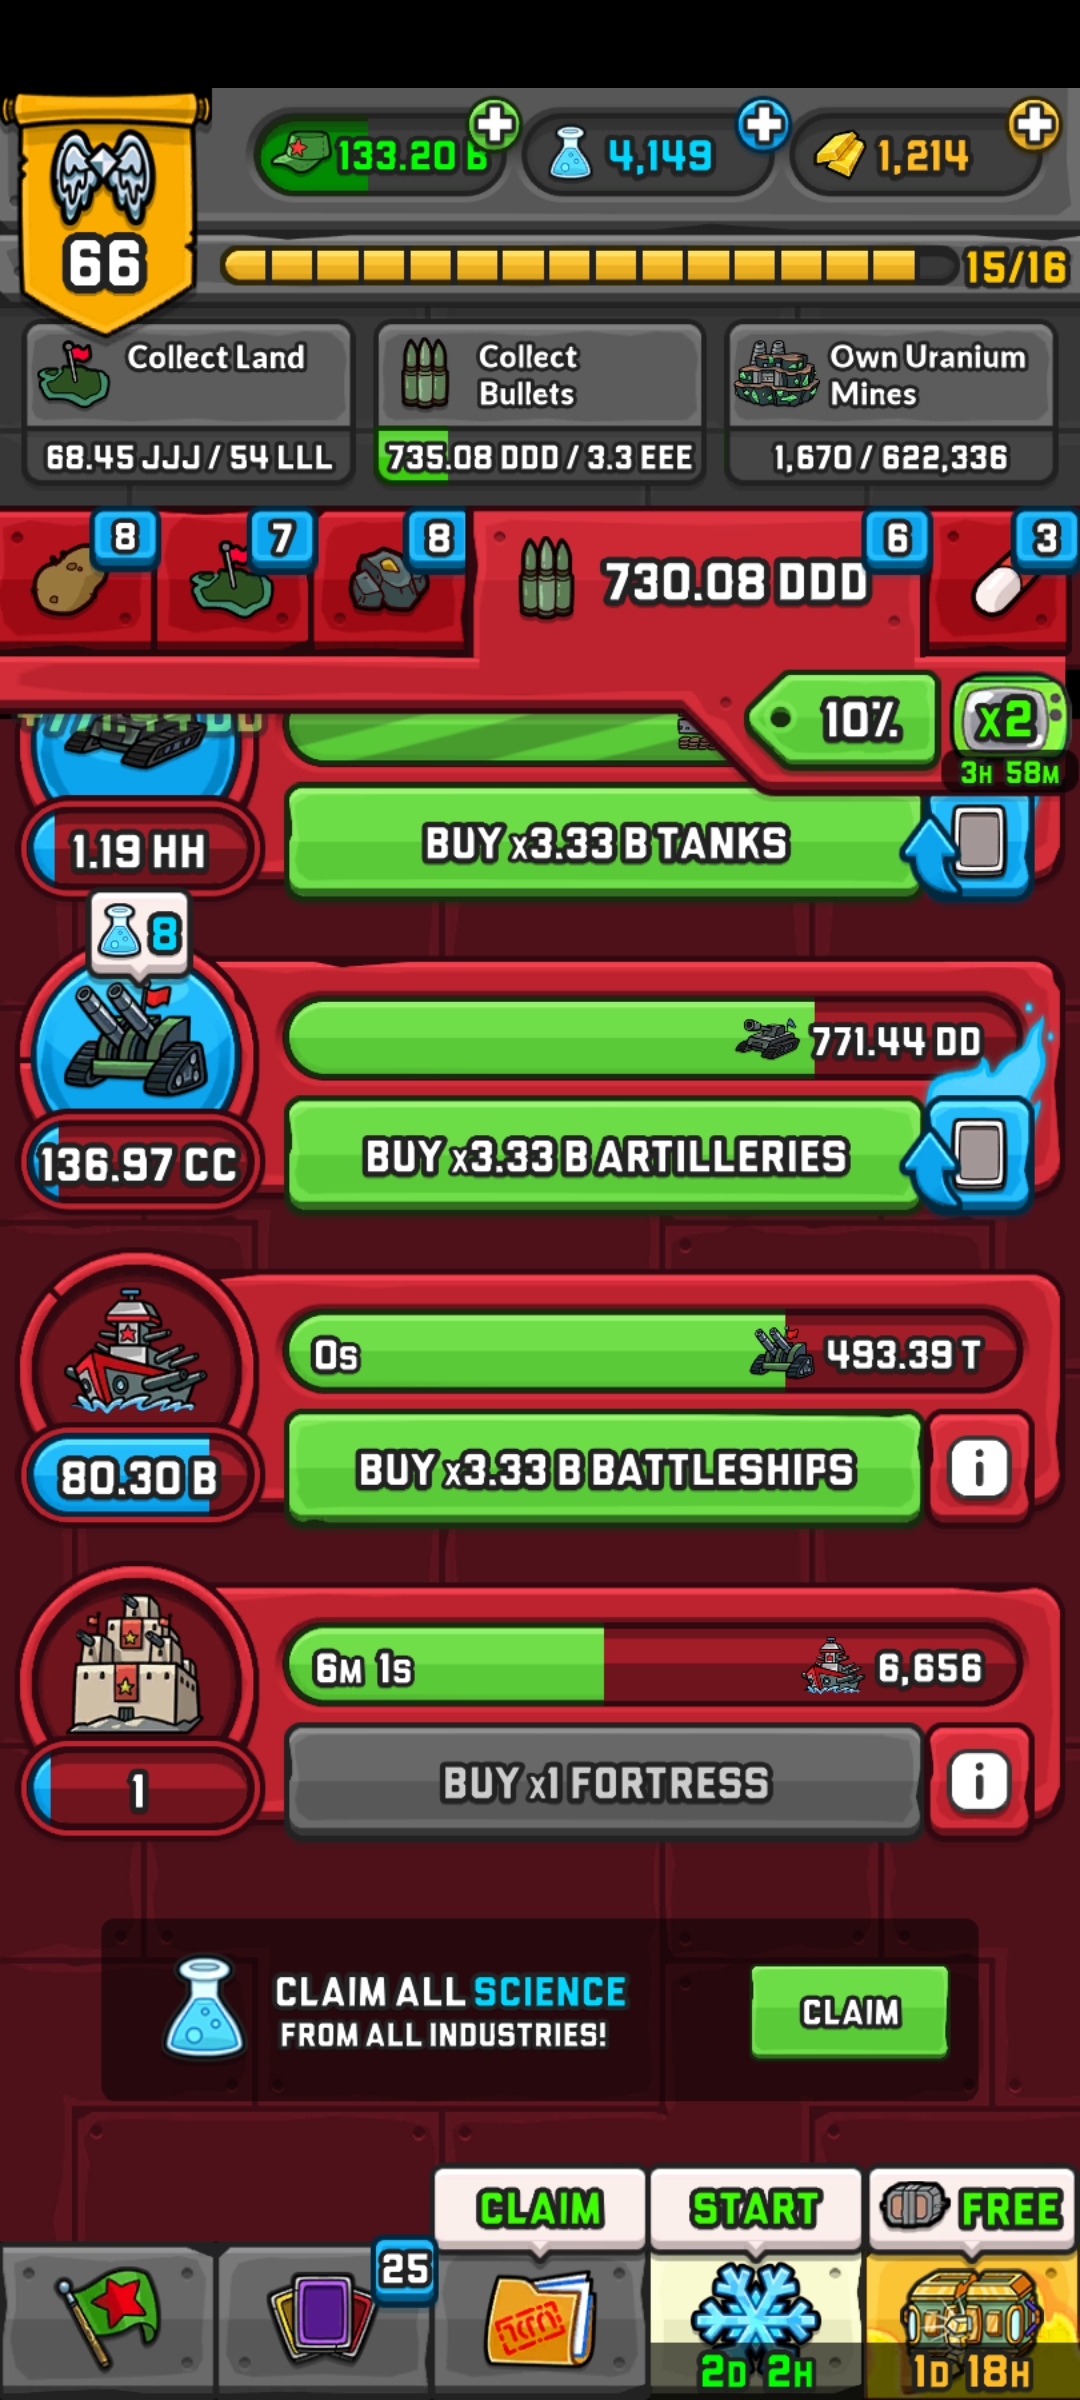 133.20 B
4,149
1,214
66
15/16
Collect Land
68.45 JJJ / 54 LLL
Collect
Bullets
735.08 DDD / 3.3 EEE
Own Uranium
Mines
1,670 / 622,336
8
7
8
730.08 DDD
6
3
10%
x2
3H 58M
+771.44 DD
1.19 HH
BUY x3.33 B TANKS
8
771.44 DD
136.97 CC
BUY x3.33 B ARTILLERIES
0s
493.39 T
80.30 B
BUY x3.33 B BATTLESHIPS
i
6M 1s
6,656
1
BUY x1 FORTRESS
i
CLAIM ALL SCIENCE
FROM ALL INDUSTRIES!
CLAIM
CLAIM
START
FREE
25
2D 2H
1D 18H